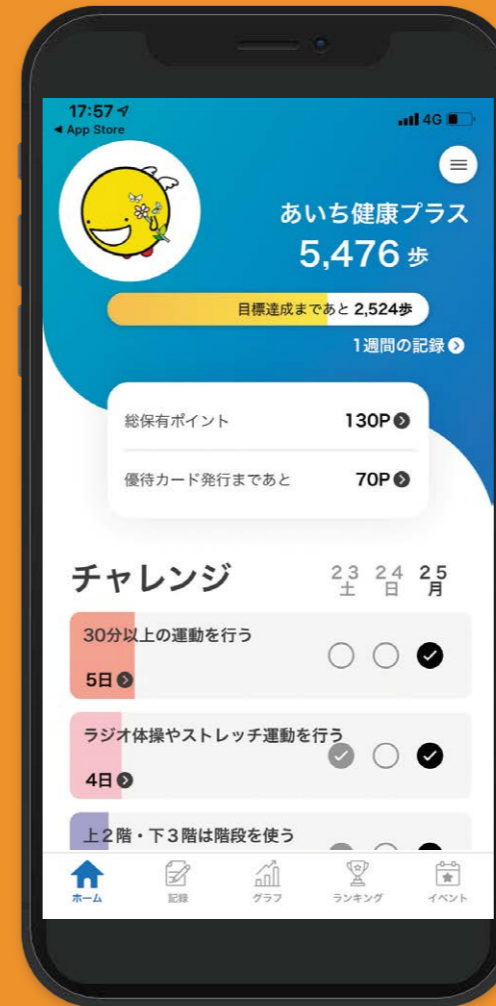 17:57
4G
◀ App Store
あいち健康プラス
5,476 歩
目標達成まであと 2,524歩
1週間の記録
総保有ポイント 130P
優待カード発行まであと 70P
チャレンジ
23 24 25
土 日 月
30分以上の運動を行う
5日
ラジオ体操やストレッチ運動を行う
4日
上2階・下3階は階段を使う
ホーム 記録 グラフ ランキング イベント